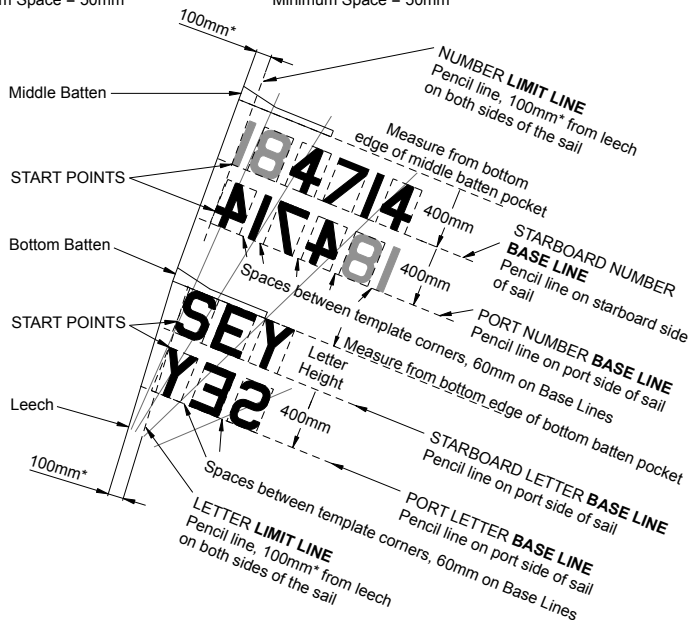 m Space = 50mm
Minimum Space = 50mm
100mm*
NUMBER LIMIT LINE
Pencil line, 100mm* from leech
on both sides of the sail
Middle Batten
Measure from bottom
edge of middle batten pocket
184714
START POINTS
400mm
STARBOARD NUMBER
BASE LINE
Pencil line on starboard side
of sail
417481
400mm
Bottom Batten
Spaces between template corners, 60mm on Base Lines
PORT NUMBER BASE LINE
Pencil line on port side of sail
START POINTS
SEY
Letter
Height
Measure from bottom edge of bottom batten pocket
YES
400mm
Leech
STARBOARD LETTER BASE LINE
Pencil line on port side of sail
100mm*
Spaces between template corners, 60mm on Base Lines
PORT LETTER BASE LINE
Pencil line on port side of sail
LETTER LIMIT LINE
Pencil line, 100mm* from leech
on both sides of the sail